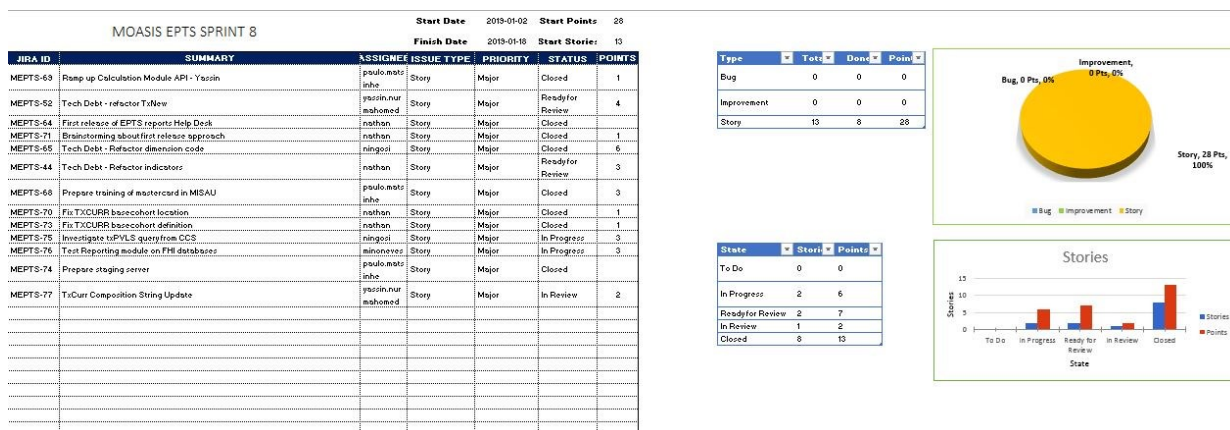 MOASIS EPTS SPRINT 8
Start Date 2019-01-02 Start Points 28
Finish Date 2019-01-18 Start Stories 13
JIRA ID SUMMARY ASSIGNEE ISSUE TYPE PRIORITY STATUS POINTS
MEPTS-69 Ramp up Calculation Module API - Yassin paulo.matsinhe Story Major Closed 1
MEPTS-52 Tech Debt - refactor TxNew yassin.nurmahomed Story Major Ready for Review 4
MEPTS-64 First release of EPTS reports Help Desk nathan Story Major Closed
MEPTS-71 Brainstorming about first release approach nathan Story Major Closed 1
MEPTS-65 Tech Debt - Refactor dimension code ningosi Story Major Closed 6
MEPTS-44 Tech Debt - Refactor indicators nathan Story Major Ready for Review 3
MEPTS-68 Prepare training of mastercard in MISAU paulo.matsinhe Story Major Closed 3
MEPTS-70 Fix TXCURR basecohort location nathan Story Major Closed 1
MEPTS-73 Fix TXCURR basecohort definition nathan Story Major Closed 1
MEPTS-75 Investigate txPVLS query from CCS ningosi Story Major In Progress 3
MEPTS-76 Test Reporting module on FHI databases minoneves Story Major In Progress 3
MEPTS-74 Prepare staging server paulo.matsinhe Story Major Closed
MEPTS-77 TxCurr Composition String Update yassin.nurmahomed Story Major In Review 2
Type Tota Done Point
Bug 0 0 0
Improvement 0 0 0
Story 13 8 28
Improvement, 0 Pts, 0%
Bug, 0 Pts, 0%
Story, 28 Pts, 100%
Bug Improvement Story
State Stori Points
To Do 0 0
In Progress 2 6
Ready for Review 2 7
In Review 1 2
Closed 8 13
Stories
15
10
5
0
Stories
To Do In Progress Ready for Review In Review Closed
State
Stories
Points